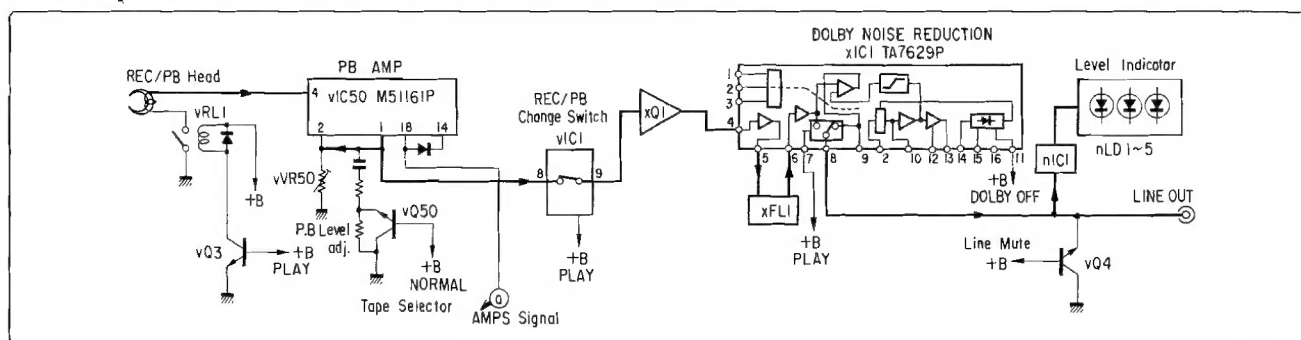 DOLBY NOISE REDUCTION
xIC1 TA7629P
Level Indicator
nLD1~5
nIC1
REC/PB Head
vRL1
+B
vQ3
+B
PLAY
PB AMP
vIC50 M51161P
4
2
1
18
14
vVR50
P.B Level
adj.
vQ50
+B
NORMAL
Tape Selector
a
AMPS Signal
REC/PB
Change Switch
vIC1
8
9
+B
PLAY
xQ1
1
2
3
4
5
6
7
8
9
2
10
12
13
14
15
16
11
xFL1
+B
PLAY
+B
DOLBY OFF
LINE OUT
Line Mute
+B
vQ4